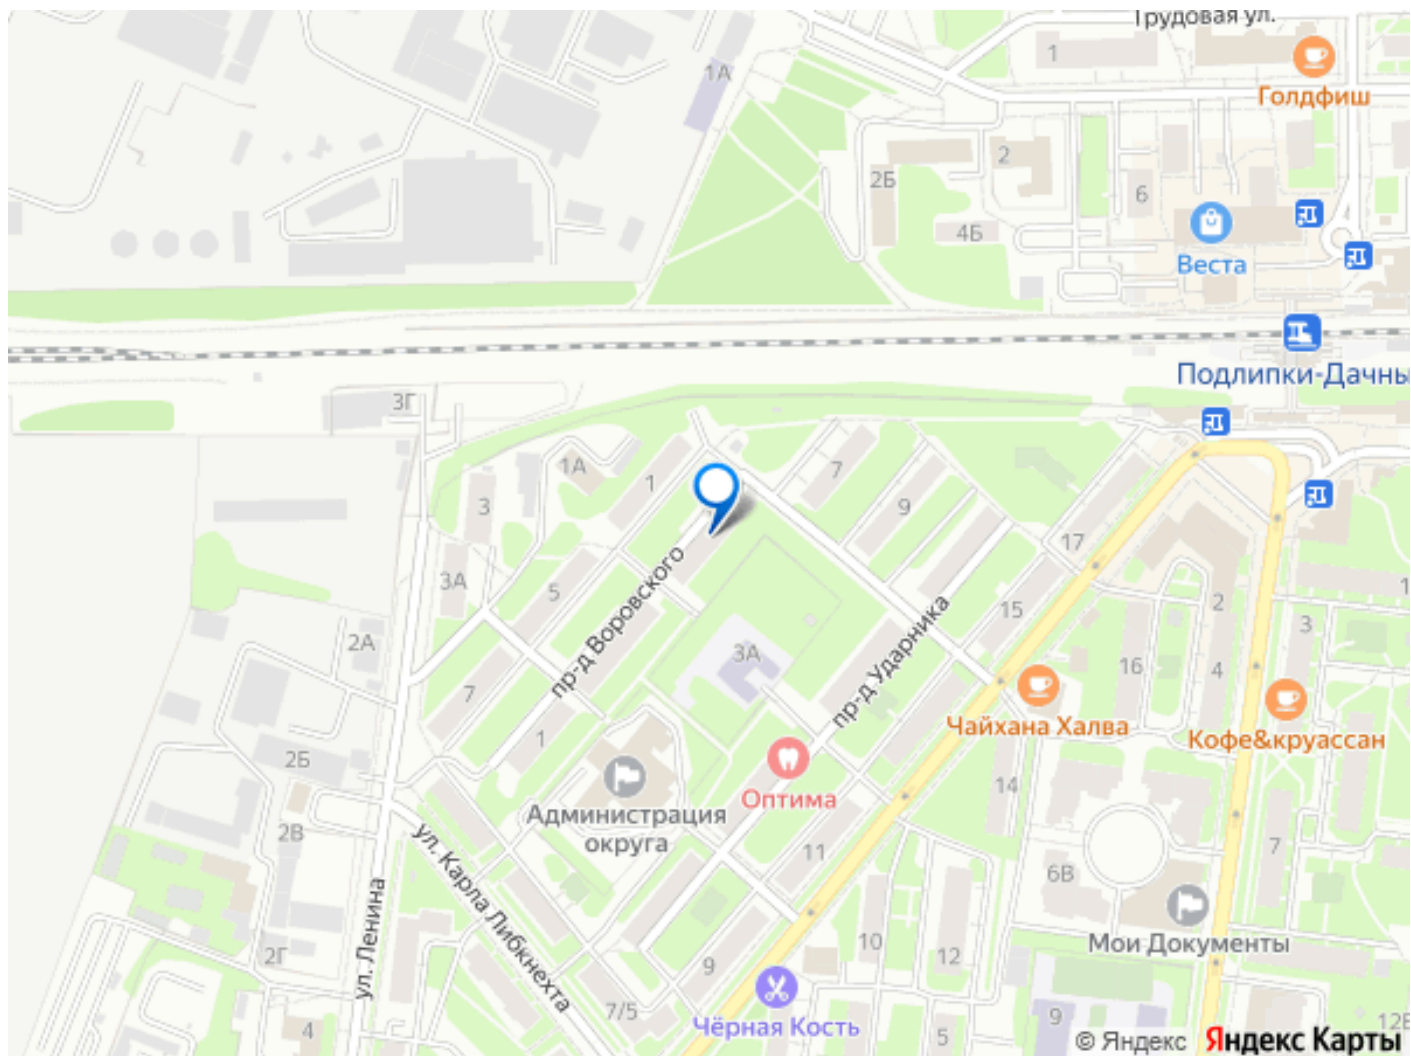 Трудовая ул.
1
1А
Голдфиш
2
2Б
6
4Б
Веста
Подлипки-Дачны
3Г
1А
1
7
3
9
17
3А
5
пр-д Воровского
2
1
15
3
2А
3А
пр-д Ударника
16
4
7
Чайхана Халва
Кофе&круассан
1
2Б
14
Оптима
Администрация
округа
2В
11
7
6В
ул. Карла Либкнехта
ул. Ленина
Мои Документы
10
12
2Г
9
7/5
Чёрная Кость
9
4
5
12В
© Яндекс Яндекс Карты